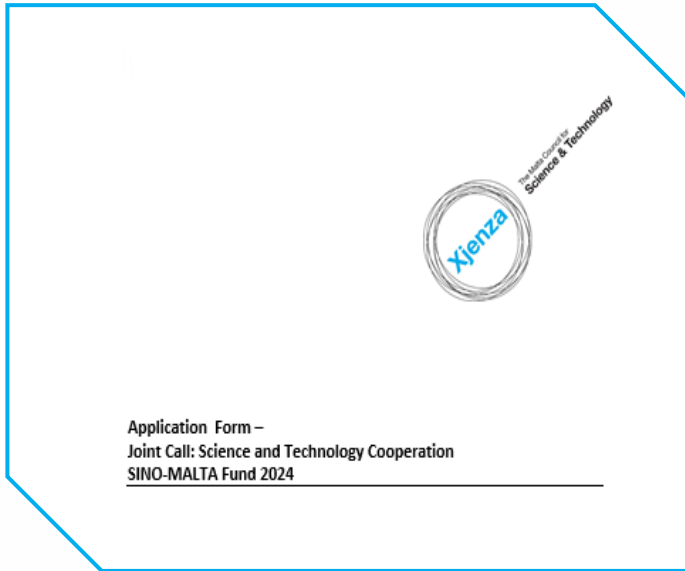 The Malta Council for
Science & Technology
Xjenza
Application Form –
Joint Call: Science and Technology Cooperation
SINO-MALTA Fund 2024